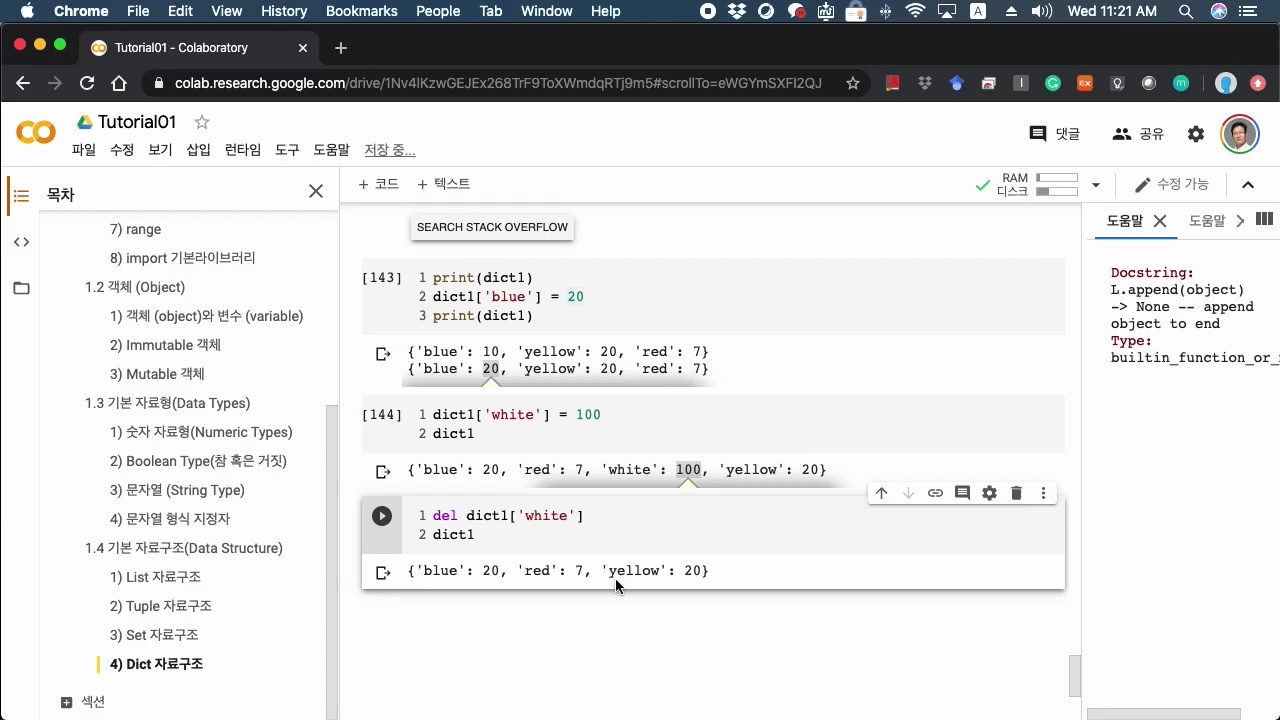 Chrome File Edit View History Bookmarks People Tab Window Help A Wed 11:21 AM
Tutorial01 - Colaboratory
colab.research.google.com/drive/1Nv4lKzwGEJEx268TrF9ToXWmdqRTj9m5#scrollTo=eWGYmSXFI2QJ
Tutorial01
파일 수정 보기 삽입 런타임 도구 도움말 저장 중...
댓글 공유
목차
7) range
8) import 기본라이브러리
1.2 객체 (Object)
1) 객체 (object)와 변수 (variable)
2) Immutable 객체
3) Mutable 객체
1.3 기본 자료형(Data Types)
1) 숫자 자료형(Numeric Types)
2) Boolean Type(참 혹은 거짓)
3) 문자열 (String Type)
4) 문자열 형식 지정자
1.4 기본 자료구조(Data Structure)
1) List 자료구조
2) Tuple 자료구조
3) Set 자료구조
4) Dict 자료구조
섹션
+ 코드 + 텍스트
RAM
디스크
수정 가능
SEARCH STACK OVERFLOW
[143] 1 print(dict1)
2 dict1['blue'] = 20
3 print(dict1)
{'blue': 10, 'yellow': 20, 'red': 7}
{'blue': 20, 'yellow': 20, 'red': 7}
[144] 1 dict1['white'] = 100
2 dict1
{'blue': 20, 'red': 7, 'white': 100, 'yellow': 20}
1 del dict1['white']
2 dict1
{'blue': 20, 'red': 7, 'yellow': 20}
도움말 도움말
Docstring:
L.append(object)
-> None -- append
object to end
Type:
builtin_function_or_